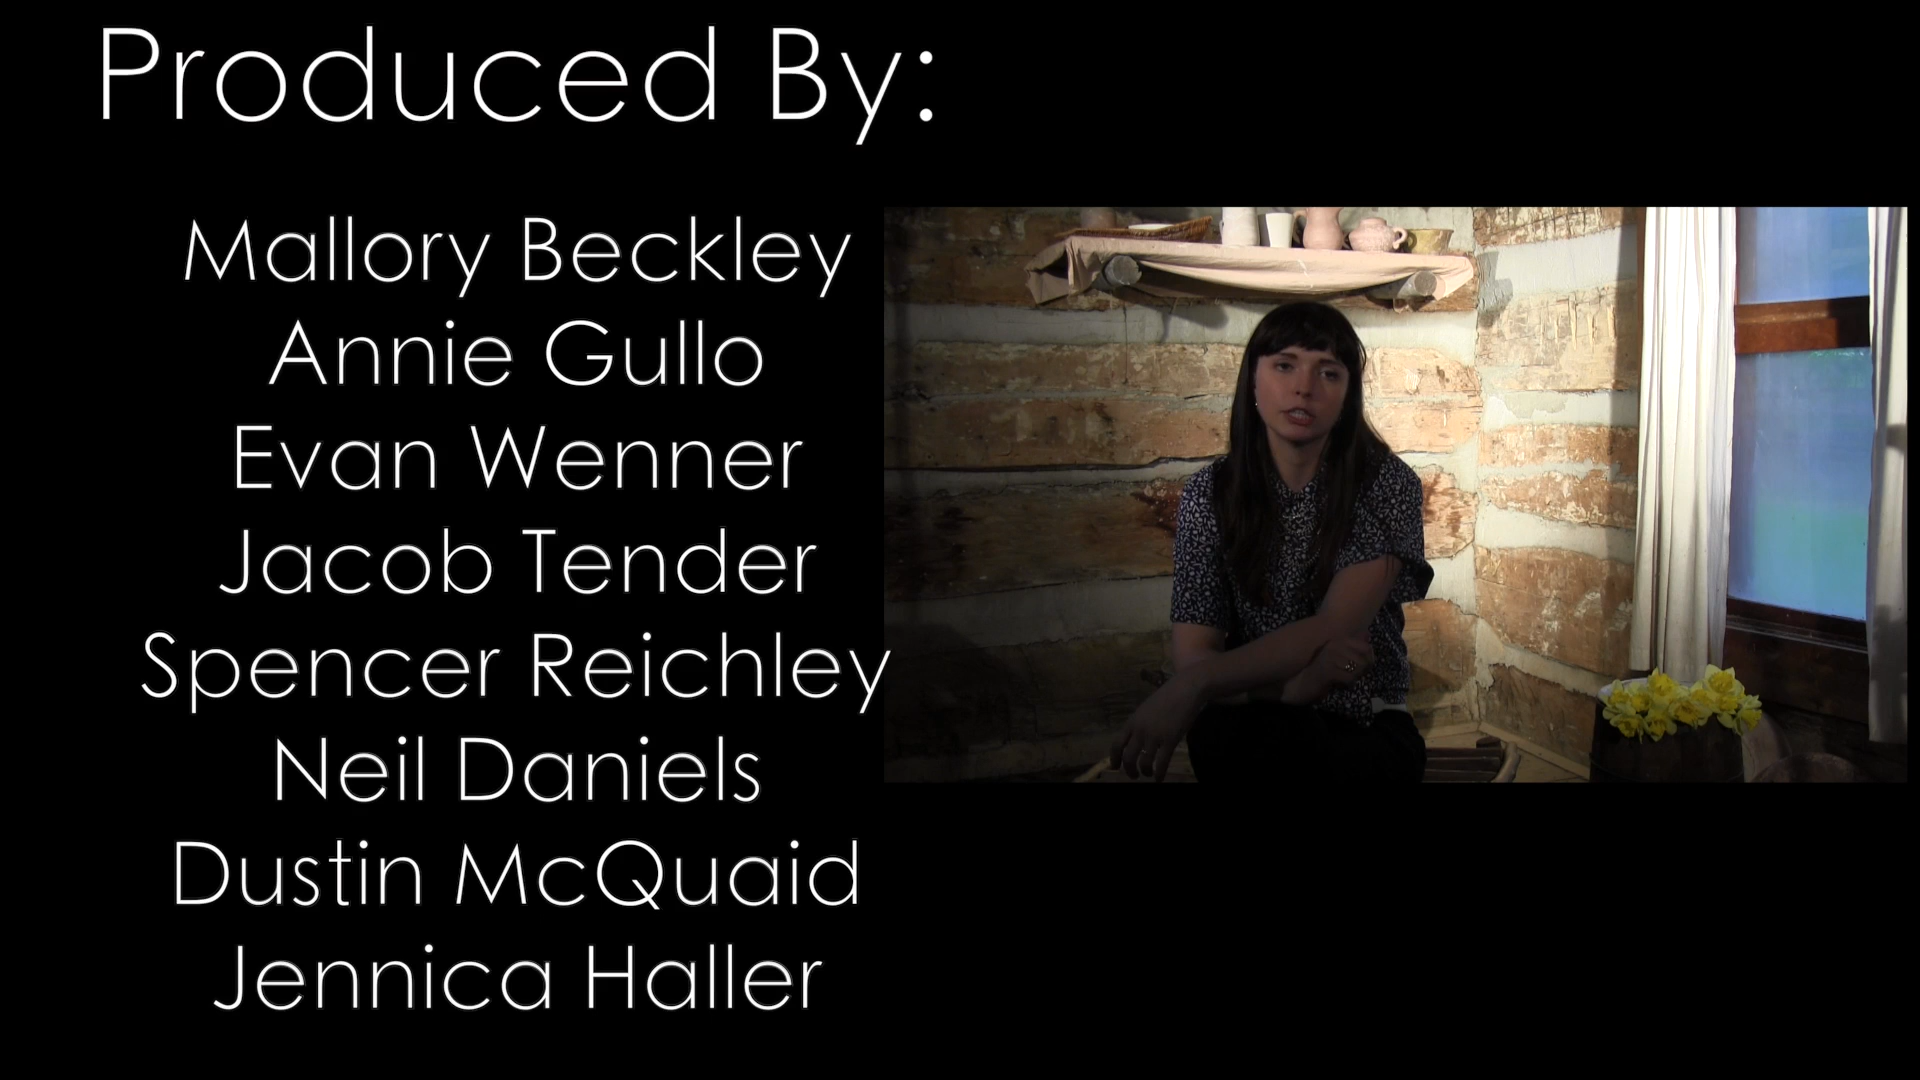 Produced By:
Mallory Beckley
Annie Gullo
Evan Wenner
Jacob Tender
Spencer Reichley
Neil Daniels
Dustin McQuaid
Jennica Haller